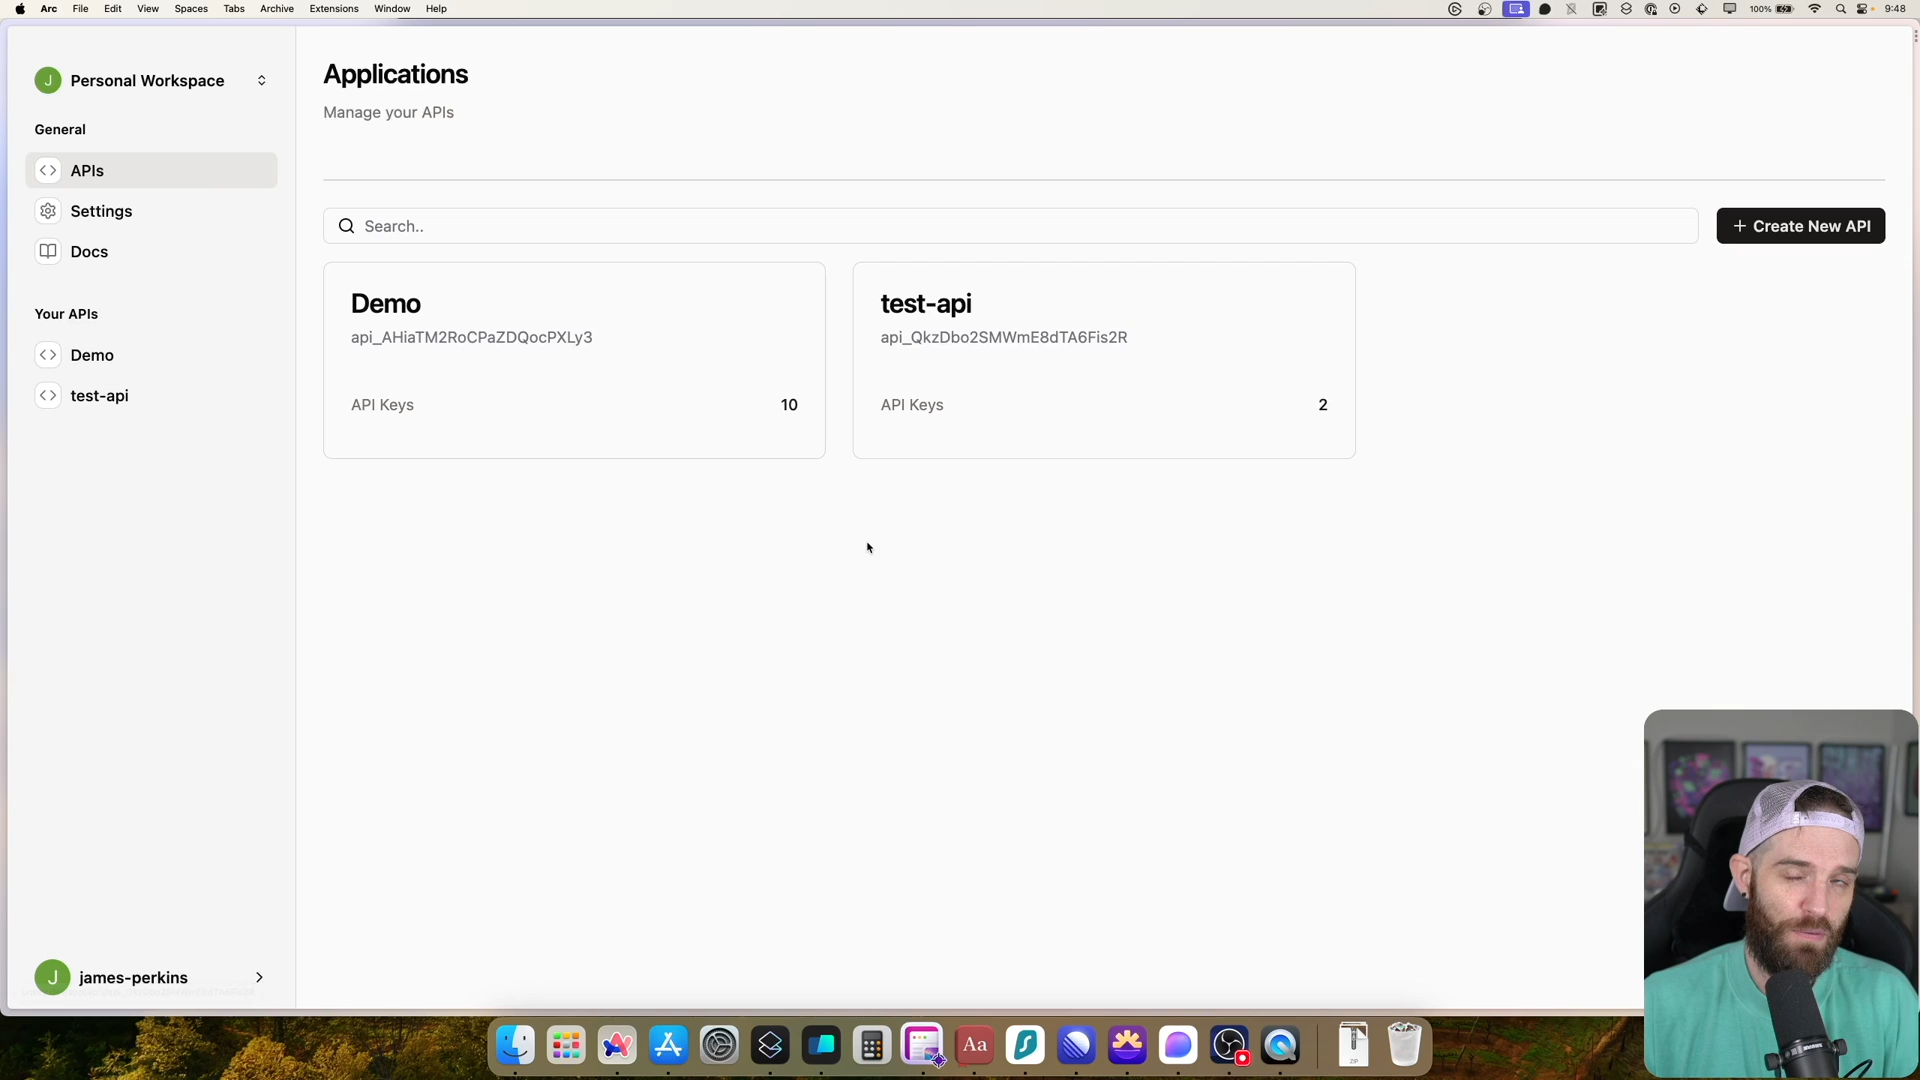 Arc File Edit View Spaces Tabs Archive Extensions Window Help 100% 9:48
J Personal Workspace
General
APIs
Settings
Docs
Your APIs
Demo
test-api
J james-perkins
Applications
Manage your APIs
Search..
+ Create New API
Demo
api_AHiaTM2RoCPaZDQocPXLy3
API Keys 10
test-api
api_QkzDbo2SMWmE8dTA6Fis2R
API Keys 2
Aa
ZIP